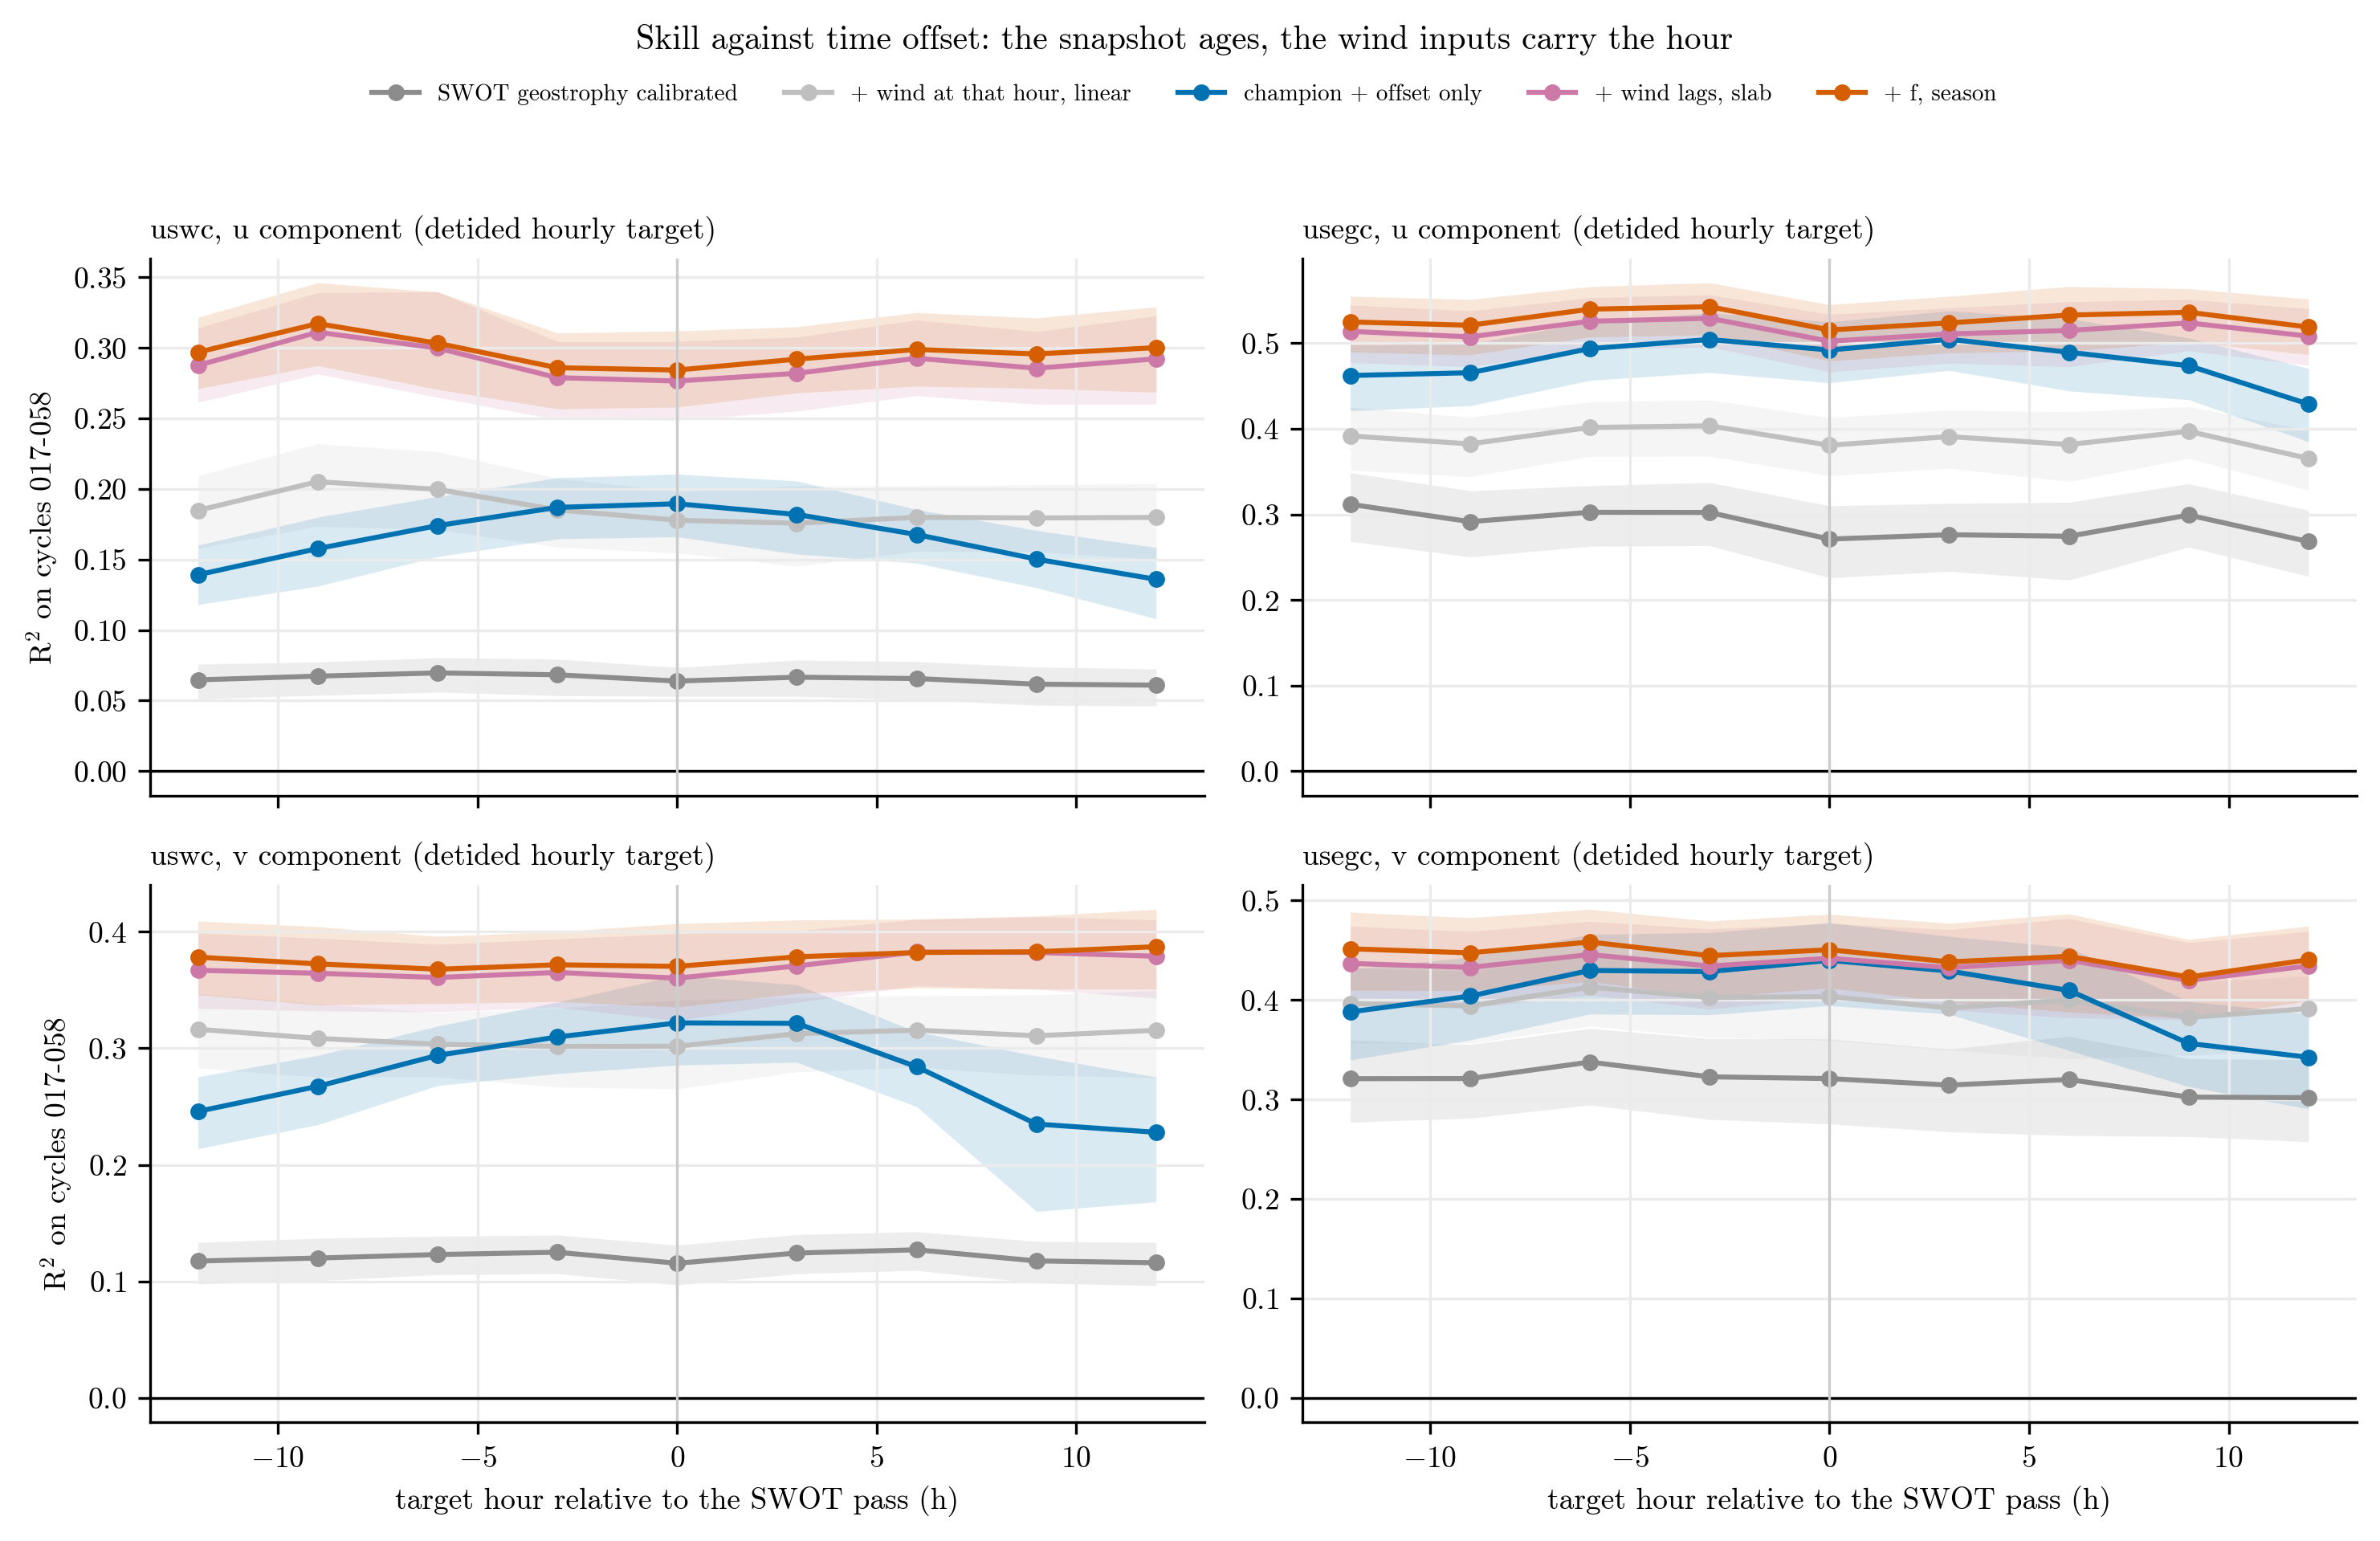 Skill against time offset: the snapshot ages, the wind inputs carry the hour
SWOT geostrophy calibrated
+ wind at that hour, linear
champion + offset only
+ wind lags, slab
+ f, season
uswc, u component (detided hourly target)
R² on cycles 017-058
0.35
0.30
0.25
0.20
0.15
0.10
0.05
0.00
usegc, u component (detided hourly target)
0.5
0.4
0.3
0.2
0.1
0.0
uswc, v component (detided hourly target)
R² on cycles 017-058
0.4
0.3
0.2
0.1
0.0
−10
−5
0
5
10
target hour relative to the SWOT pass (h)
usegc, v component (detided hourly target)
0.5
0.4
0.3
0.2
0.1
0.0
−10
−5
0
5
10
target hour relative to the SWOT pass (h)